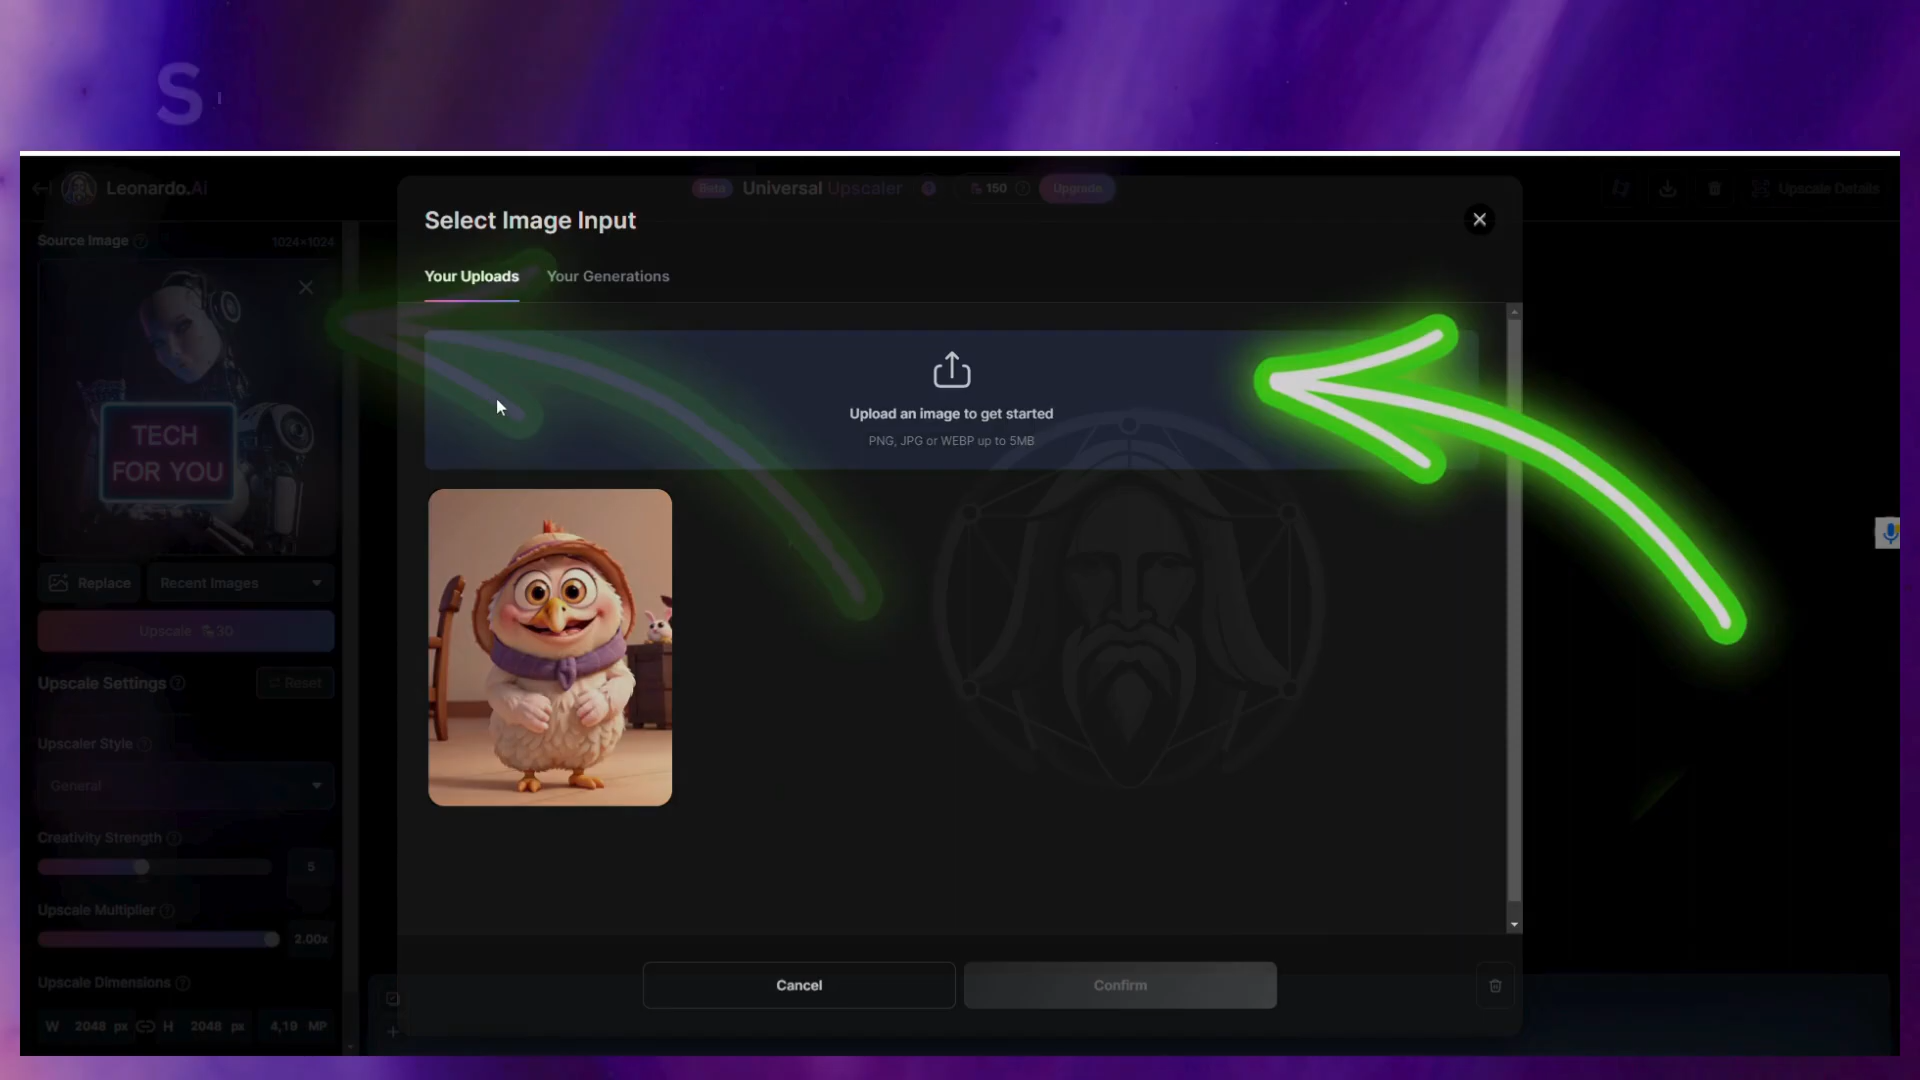 S
Leonardo.Ai
Beta Universal Upscaler 150 Upgrade
Upscale Details
Source Image 1024×1024
TECH
FOR YOU
Replace Recent Images
Upscale 30
Upscale Settings Reset
Upscaler Style
General
Creativity Strength
5
Upscale Multiplier
2.00x
Upscale Dimensions
W 2048 px H 2048 px 4,19 MP
Select Image Input
Your Uploads Your Generations
Upload an image to get started
PNG, JPG or WEBP up to 5MB
Cancel Confirm